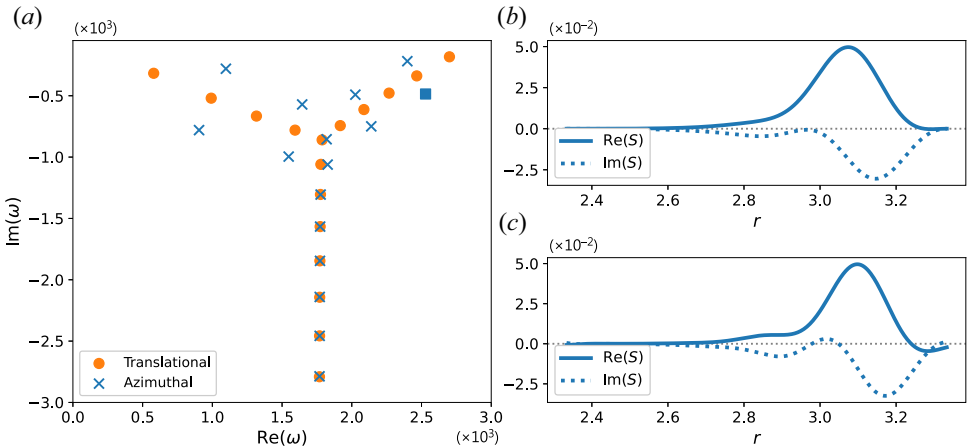 (a)
(×10³)
−0.5
−1.0
−1.5
−2.0
−2.5
−3.0
Im(ω)
Translational
Azimuthal
0.0 0.5 1.0 1.5 2.0 2.5 3.0
Re(ω) (×10³)
(b)
(×10⁻²)
5.0
2.5
0.0
−2.5
Re(S)
Im(S)
2.4 2.6 2.8 3.0 3.2
r
(c)
(×10⁻²)
5.0
2.5
0.0
−2.5
Re(S)
Im(S)
2.4 2.6 2.8 3.0 3.2
r